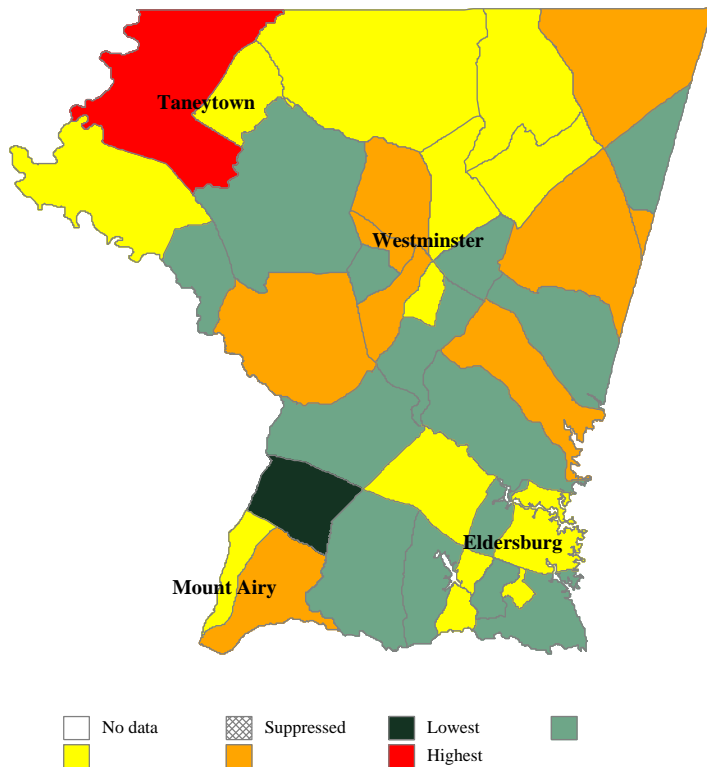 Taneytown
Westminster
Eldersburg
Mount Airy
No data
Suppressed
Lowest
Highest